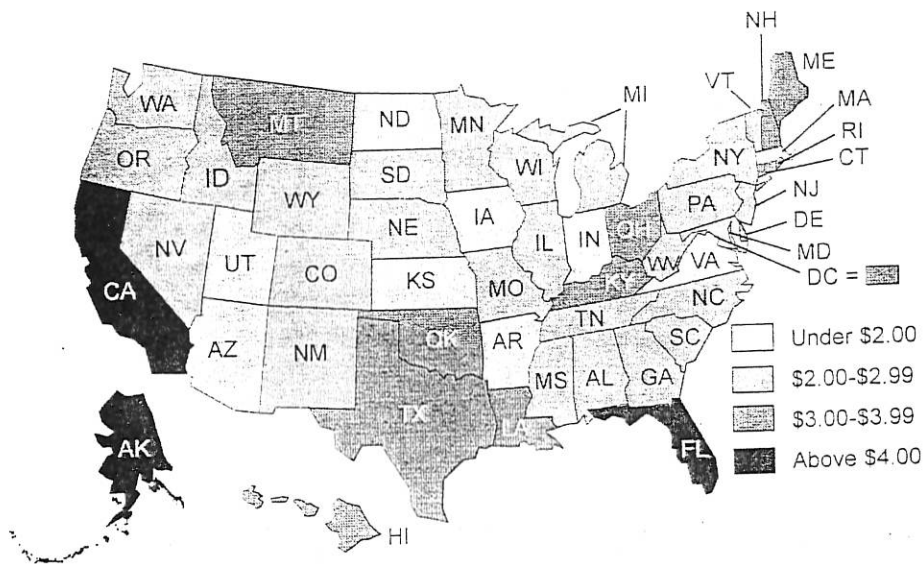 NH
ME
VT
MI
MA
WA
MT
ND
MN
RI
OR
NY
CT
ID
SD
WI
WY
NJ
PA
IA
NE
OH
DE
NV
IL
IN
UT
MD
CO
WV
VA
CA
KS
MO
KY
DC =
NC
TN
OK
AZ
NM
AR
SC
Under $2.00
MS
AL
GA
$2.00-$2.99
TX
LA
$3.00-$3.99
AK
FL
Above $4.00
HI